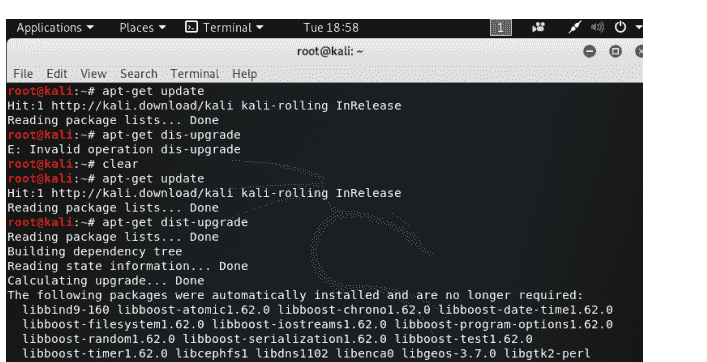 Applications Places Terminal Tue 18:58 1
root@kali: ~
File Edit View Search Terminal Help
root@kali:~# apt-get update
Hit:1 http://kali.download/kali kali-rolling InRelease
Reading package lists... Done
root@kali:~# apt-get dis-upgrade
E: Invalid operation dis-upgrade
root@kali:~# clear
root@kali:~# apt-get update
Hit:1 http://kali.download/kali kali-rolling InRelease
Reading package lists... Done
root@kali:~# apt-get dist-upgrade
Reading package lists... Done
Building dependency tree
Reading state information... Done
Calculating upgrade... Done
The following packages were automatically installed and are no longer required:
libbind9-160 libboost-atomic1.62.0 libboost-chrono1.62.0 libboost-date-time1.62.0
libboost-filesystem1.62.0 libboost-iostreams1.62.0 libboost-program-options1.62.0
libboost-random1.62.0 libboost-serialization1.62.0 libboost-test1.62.0
libboost-timer1.62.0 libcephfs1 libdns1102 libenca0 libgeos-3.7.0 libgtk2-perl